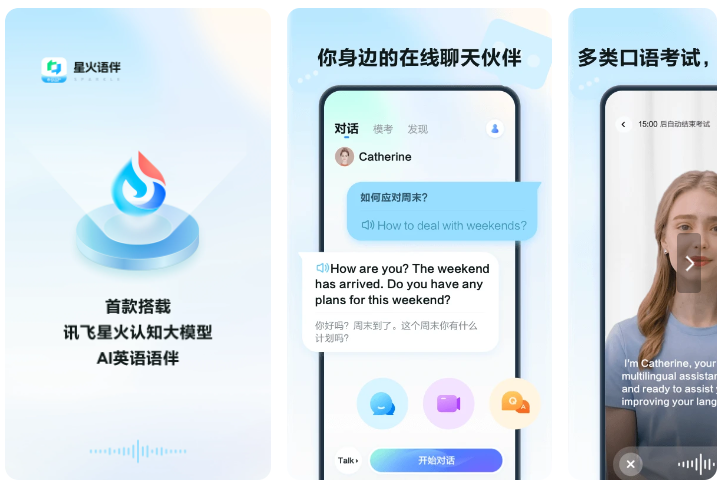 星火语伴
首款搭载
讯飞星火认知大模型
AI英语语伴
你身边的在线聊天伙伴
对话 模考 发现
Catherine
如何应对周末?
How to deal with weekends?
How are you? The weekend
has arrived. Do you have any
plans for this weekend?
你好吗？周末到了。这个周末你有什么
计划吗?
Q
A
Talk
开始对话
多类口语考试，
15:00 后自动结束考试
I'm Catherine, your
multilingual assistan
and ready to assist
improving your lang